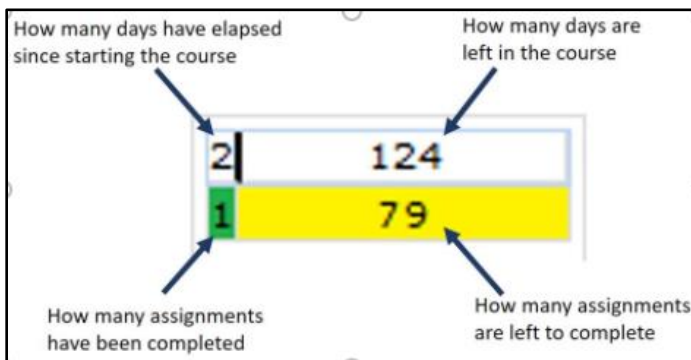 How many days have elapsed
since starting the course
How many days are
left in the course
2 124
1 79
How many assignments
have been completed
How many assignments
are left to complete